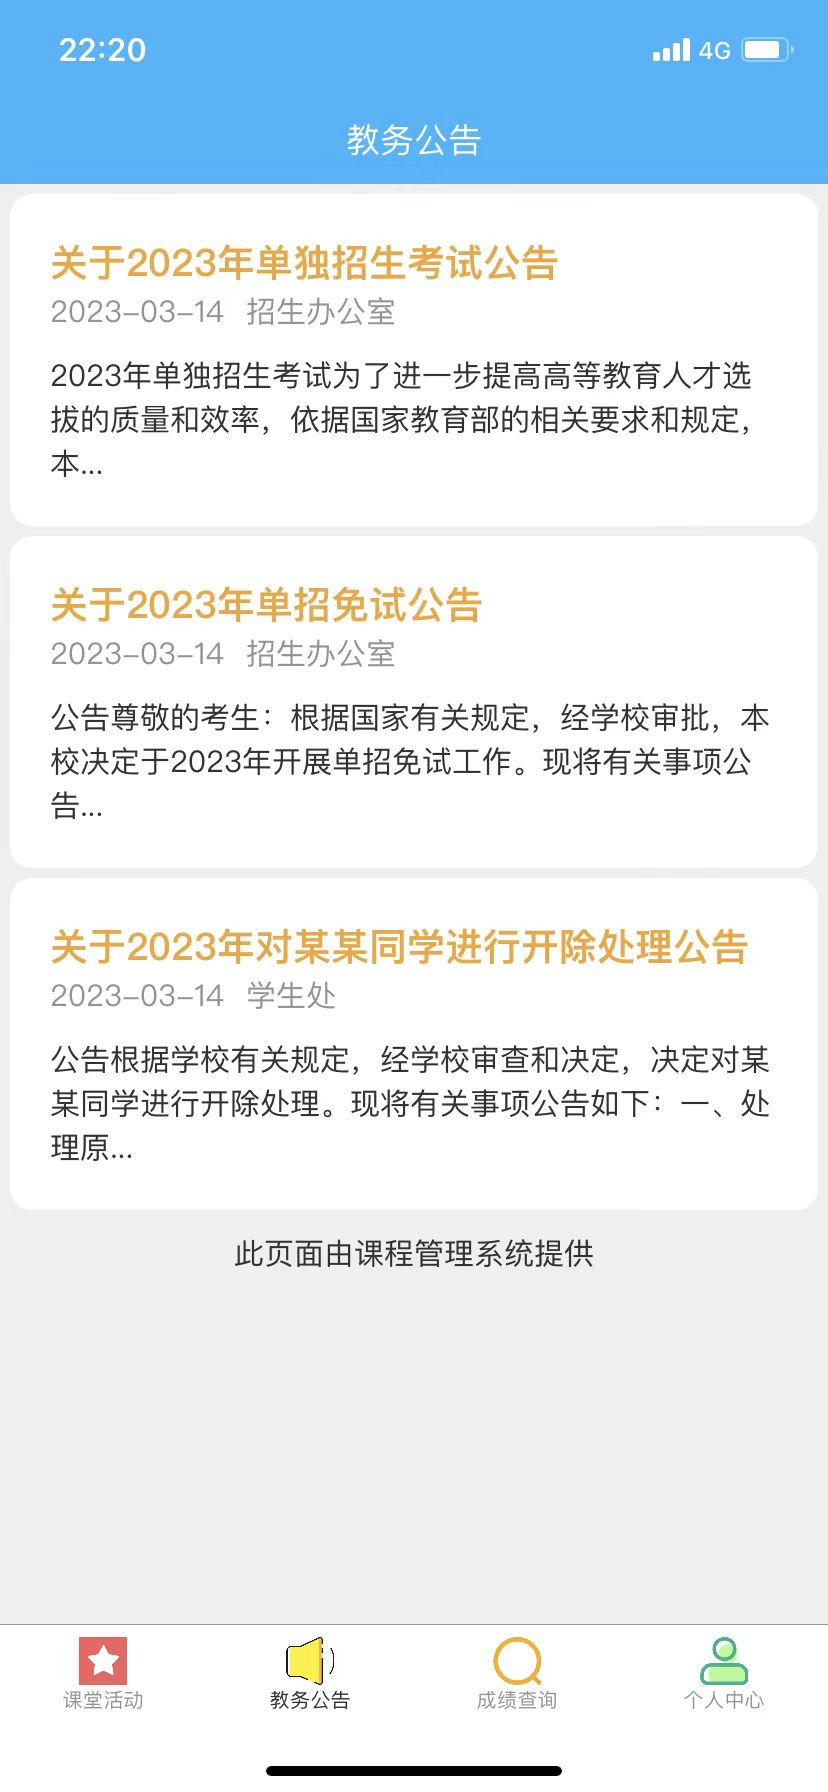 22:20
4G
教务公告
关于2023年单独招生考试公告
2023-03-14 招生办公室
2023年单独招生考试为了进一步提高高等教育人才选
拔的质量和效率，依据国家教育部的相关要求和规定，
本...
关于2023年单招免试公告
2023-03-14 招生办公室
公告尊敬的考生：根据国家有关规定，经学校审批，本
校决定于2023年开展单招免试工作。现将有关事项公
告...
关于2023年对某某同学进行开除处理公告
2023-03-14 学生处
公告根据学校有关规定，经学校审查和决定，决定对某
某同学进行开除处理。现将有关事项公告如下：一、处
理原...
此页面由课程管理系统提供
课堂活动
教务公告
成绩查询
个人中心